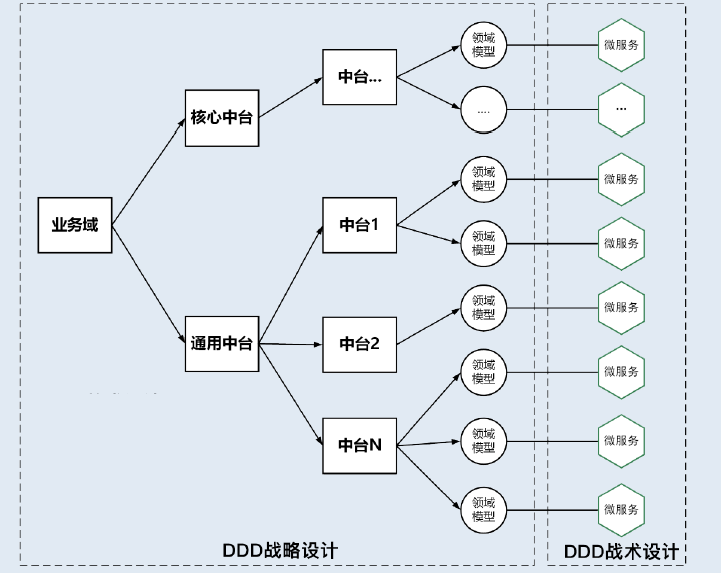 领域
模型
微服务
中台...
....
...
核心中台
领域
模型
微服务
业务域
中台1
领域
模型
微服务
领域
模型
微服务
通用中台
中台2
领域
模型
微服务
中台N
领域
模型
微服务
领域
模型
微服务
DDD战略设计
DDD战术设计